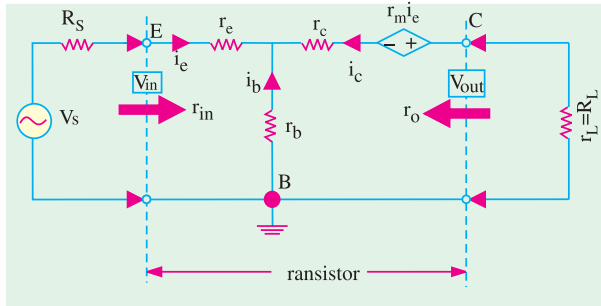 R_S E r_e r_c r_m i_e C
i_e i_b i_c
V_in V_out
V_s r_in r_b r_o r_L=R_L
B
ransistor